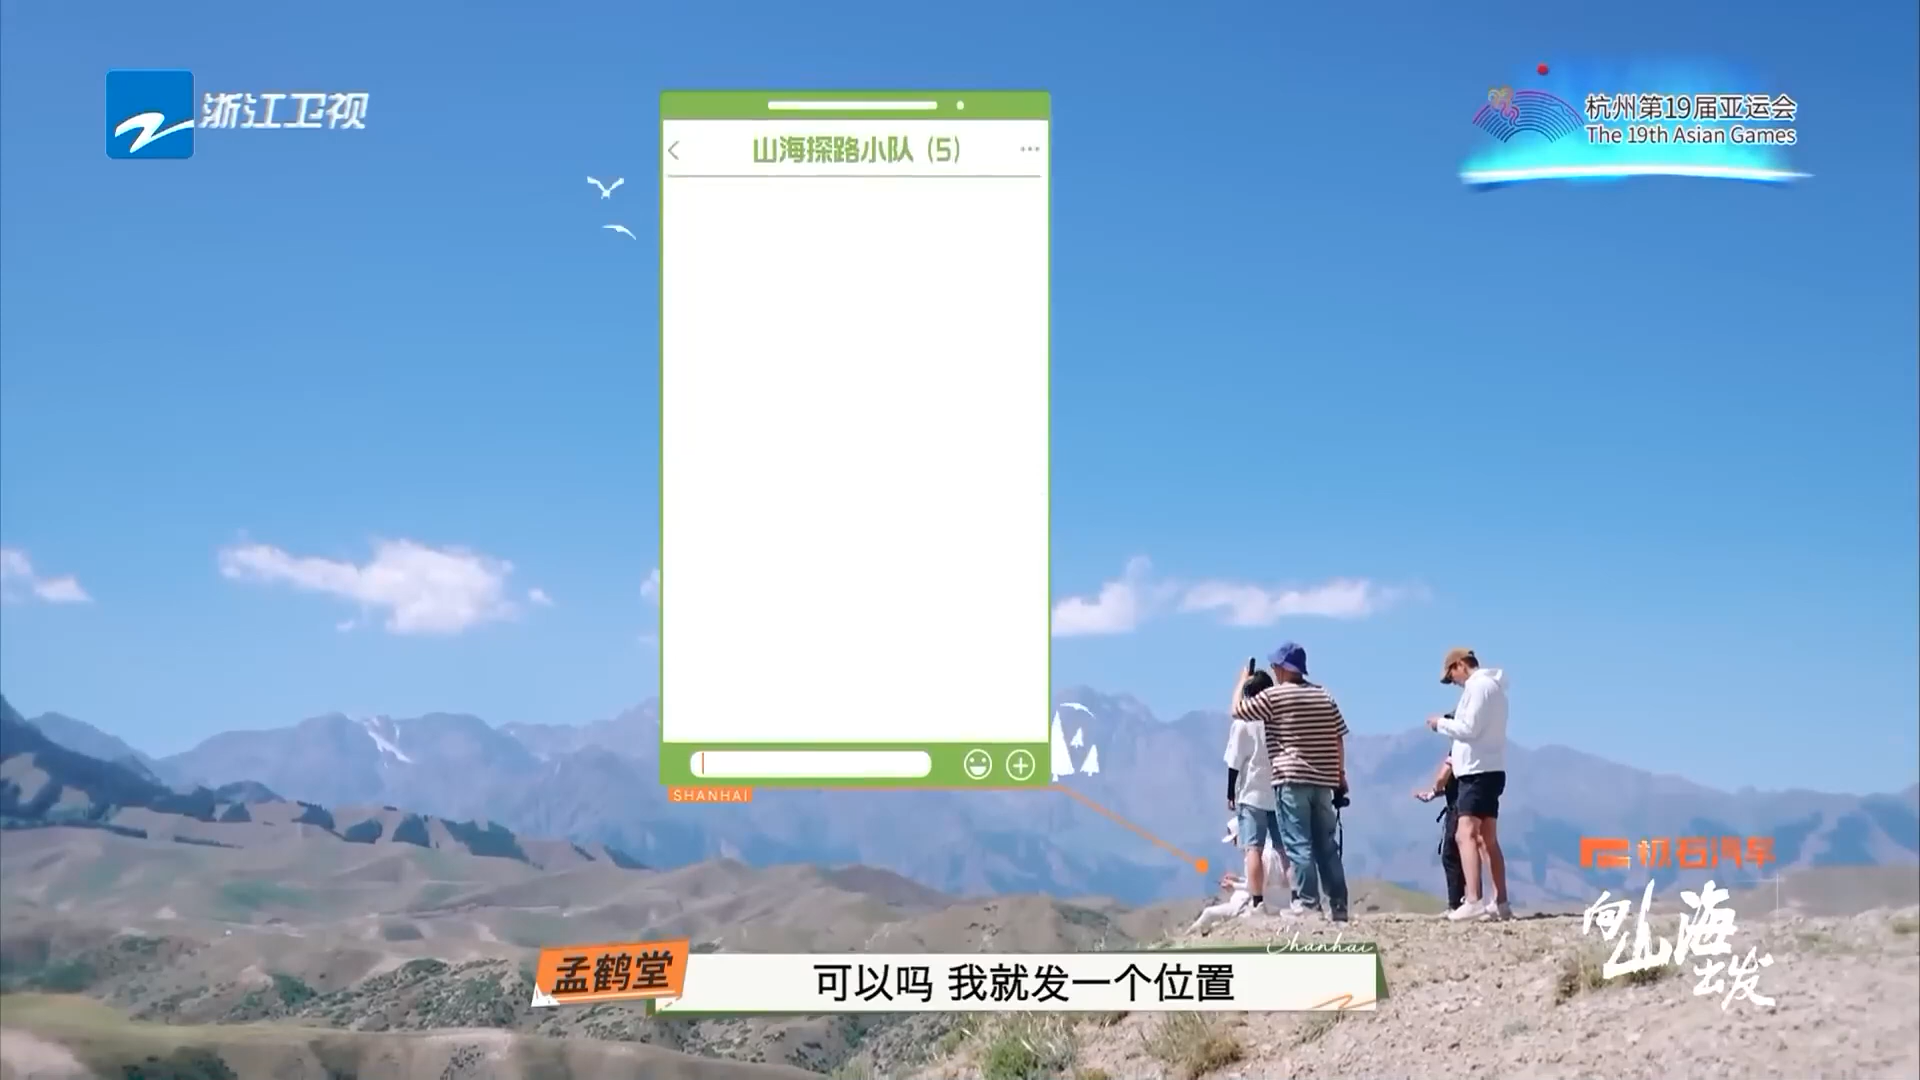 浙江卫视
杭州第19届亚运会
The 19th Asian Games
山海探路小队 (5)
SHANHAI
极石汽车
向山海出发
Shanhai
孟鹤堂
可以吗 我就发一个位置